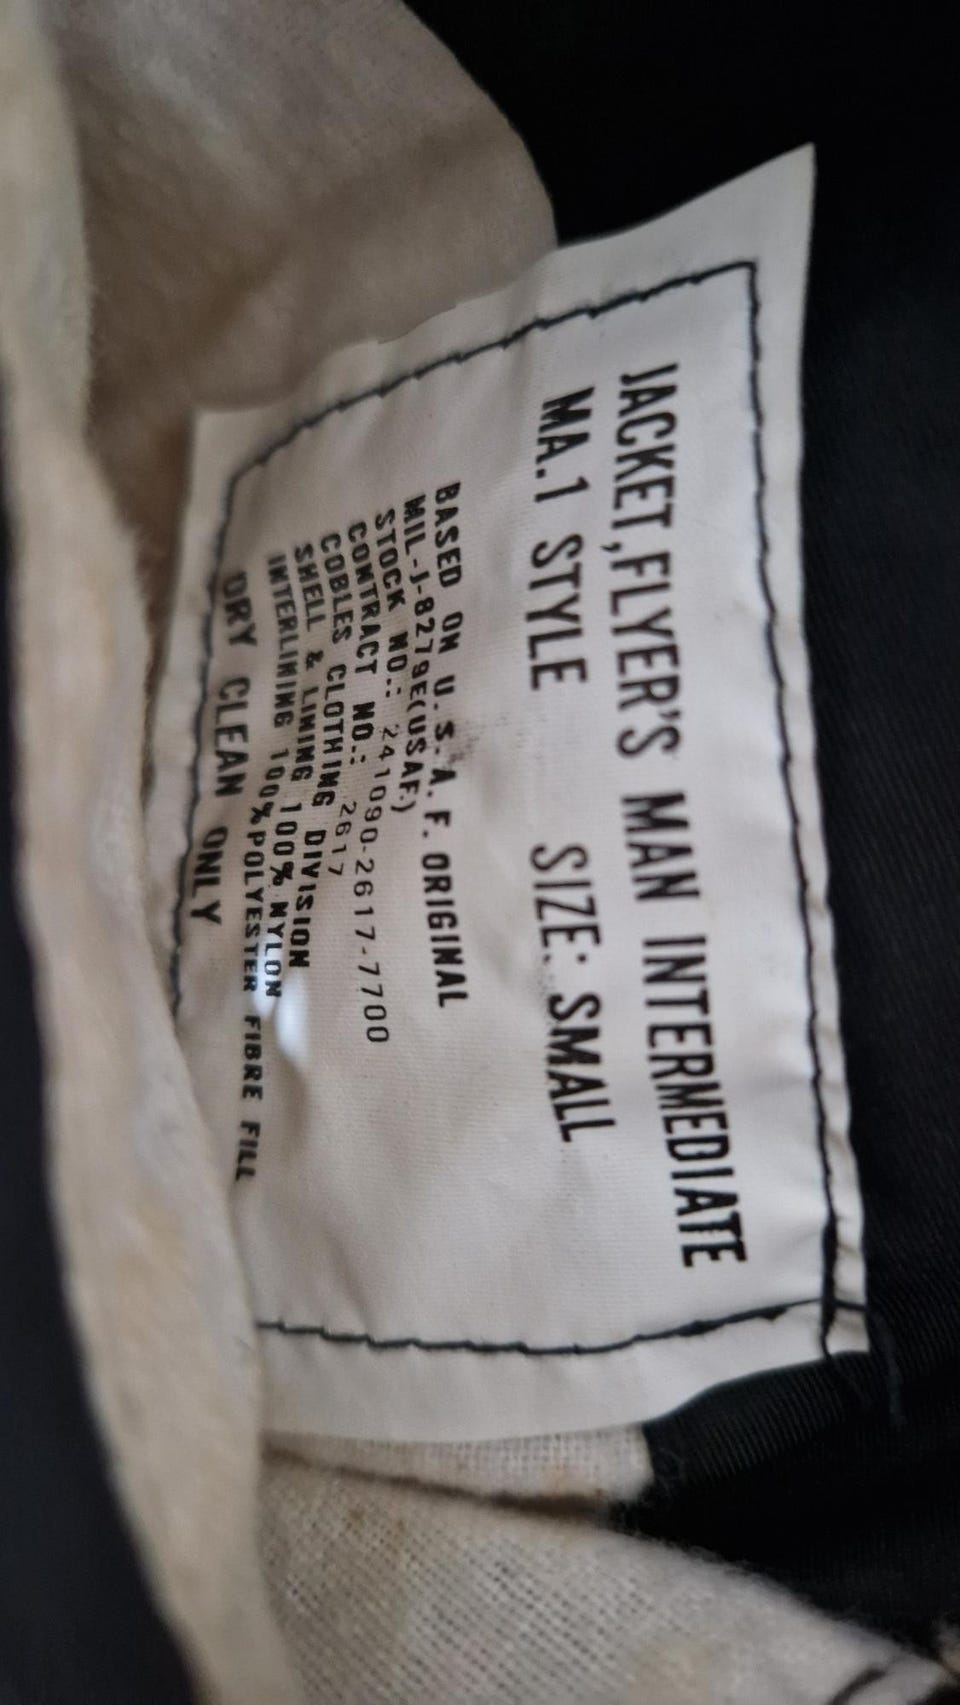 JACKET,FLYER'S MAN INTERMEDIATE
MA.1 STYLE SIZE: SMALL
BASED ON U.S.A.F. ORIGINAL
MIL-J-8279E(USAF.)
STOCK NO.: 241090-2617-7700
CONTRACT NO.: 2617
COBLES CLOTHING DIVISION
SHELL & LINING 100% NYLON
INTERLINING 100%POLYESTER FIBRE FILL
DRY CLEAN ONLY